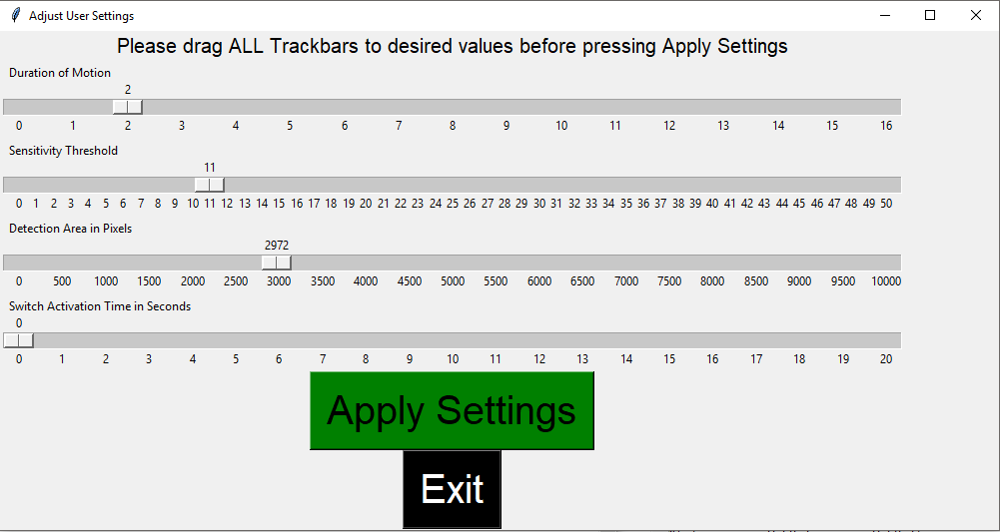 Adjust User Settings
Please drag ALL Trackbars to desired values before pressing Apply Settings
Duration of Motion
2
0 1 2 3 4 5 6 7 8 9 10 11 12 13 14 15 16
Sensitivity Threshold
11
0 1 2 3 4 5 6 7 8 9 10 11 12 13 14 15 16 17 18 19 20 21 22 23 24 25 26 27 28 29 30 31 32 33 34 35 36 37 38 39 40 41 42 43 44 45 46 47 48 49 50
Detection Area in Pixels
2972
0 500 1000 1500 2000 2500 3000 3500 4000 4500 5000 5500 6000 6500 7000 7500 8000 8500 9000 9500 10000
Switch Activation Time in Seconds
0
0 1 2 3 4 5 6 7 8 9 10 11 12 13 14 15 16 17 18 19 20
Apply Settings
Exit